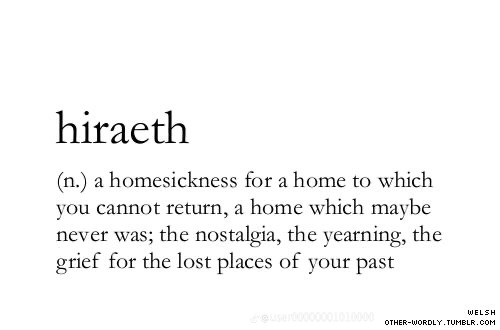 hiraeth
(n.) a homesickness for a home to which
you cannot return, a home which maybe
never was; the nostalgia, the yearning, the
grief for the lost places of your past
WELSH
OTHER-WORDLY.TUMBLR.COM